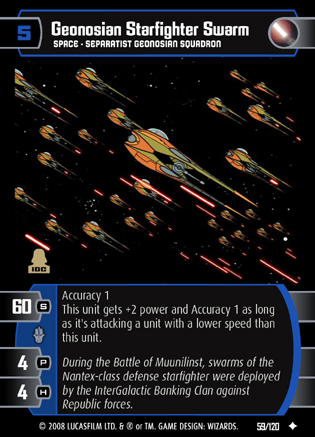 5 Geonosian Starfighter Swarm
SPACE - SEPARATIST GEONOSIAN SQUADRON
IBC
60 S
Accuracy 1
This unit gets +2 power and Accuracy 1 as long
as it's attacking a unit with a lower speed than
this unit.
4 P
4 H
During the Battle of Muunilinst, swarms of the
Nantex-class defense starfighter were deployed
by the InterGalactic Banking Clan against
Republic forces.
© 2008 LUCASFILM LTD. & ® or TM. GAME DESIGN: WIZARDS. 59/120